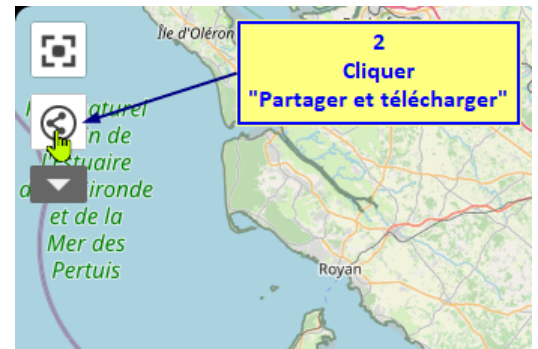 Île d'Oléron
2
Cliquer
"Partager et télécharger"
aturel
n de
l'Estuaire
ironde
et de la
Mer des
Pertuis
Royan